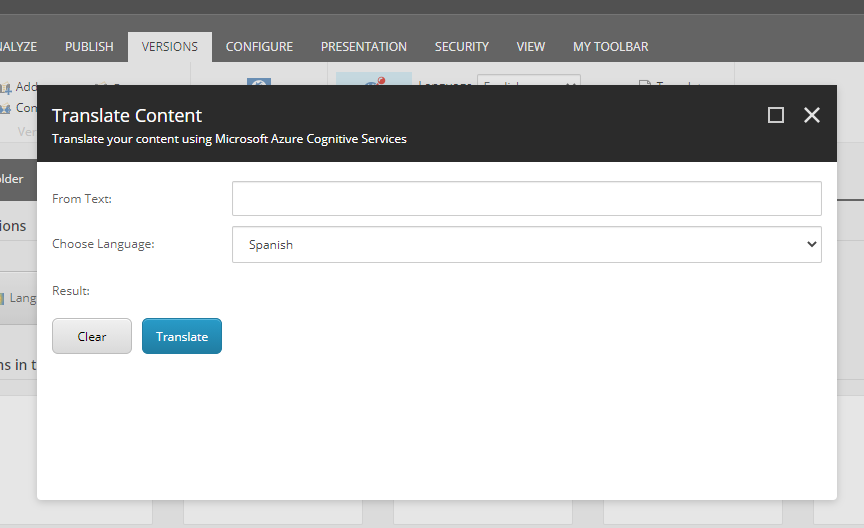 NALYZE PUBLISH VERSIONS CONFIGURE PRESENTATION SECURITY VIEW MY TOOLBAR
Add
Con
Ver
Translate Content
Translate your content using Microsoft Azure Cognitive Services
older
From Text:
ions
Choose Language:
Spanish
Result:
Lang
Clear
Translate
ns in t